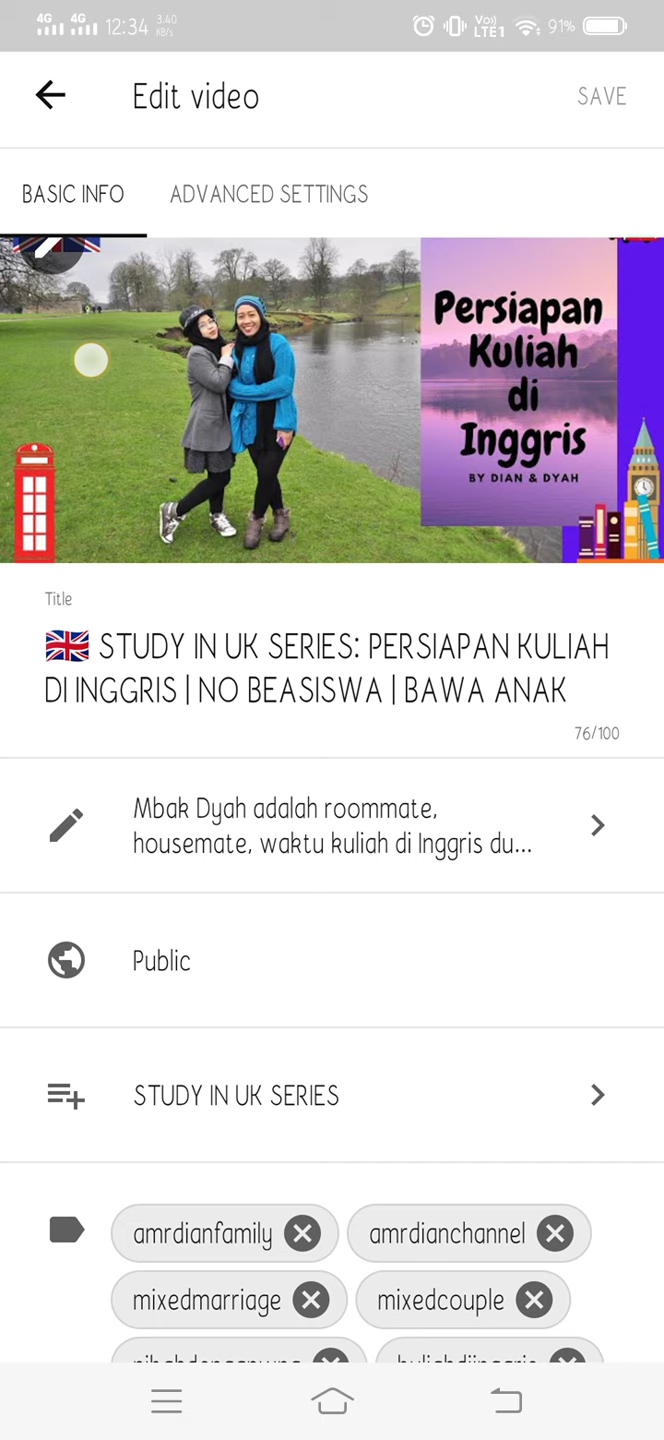 4G 4G 12:34 3.40 KB/s Vo) LTE1 91%
Edit video SAVE
BASIC INFO ADVANCED SETTINGS
Persiapan
Kuliah
di
Inggris
BY DIAN & DYAH
Title
🇬🇧 STUDY IN UK SERIES: PERSIAPAN KULIAH
DI INGGRIS | NO BEASISWA | BAWA ANAK
76/100
Mbak Dyah adalah roommate,
housemate, waktu kuliah di Inggris du...
Public
STUDY IN UK SERIES
amrdianfamily amrdianchannel
mixedmarriage mixedcouple